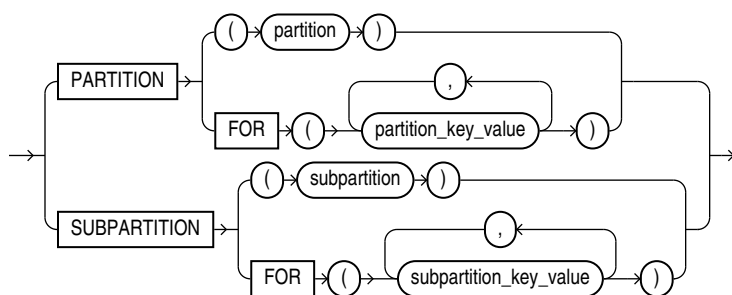 ( partition )
PARTITION
,
FOR ( partition_key_value )
( subpartition )
SUBPARTITION
,
FOR ( subpartition_key_value )